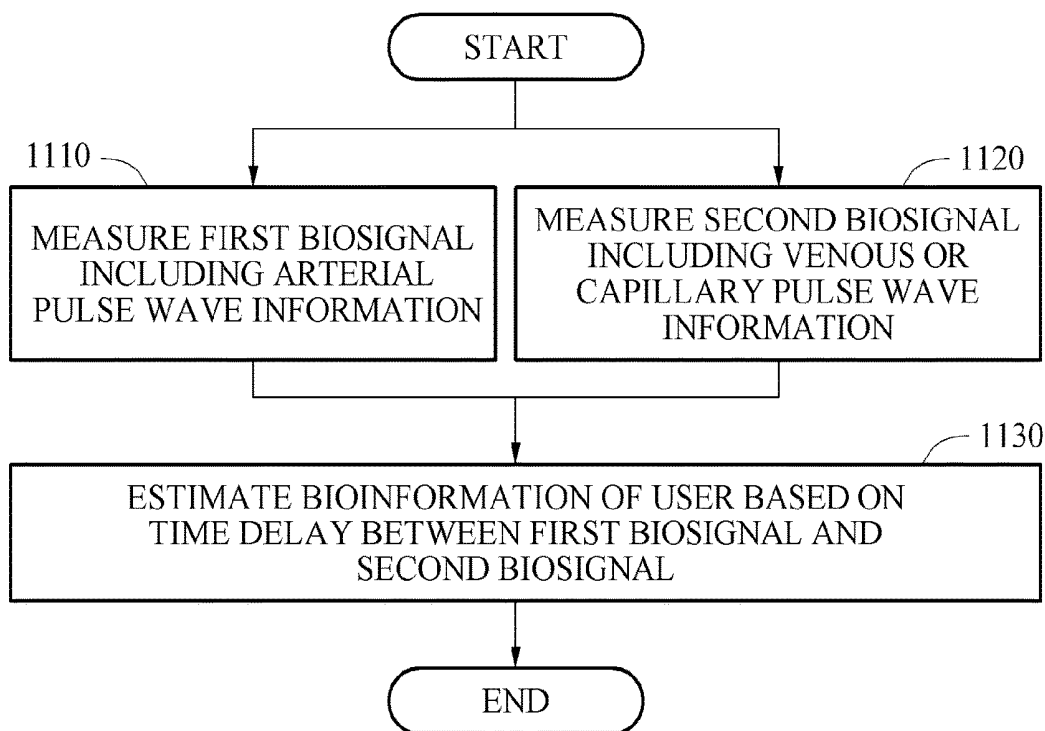 START
1110
1120
MEASURE FIRST BIOSIGNAL
INCLUDING ARTERIAL
PULSE WAVE INFORMATION
MEASURE SECOND BIOSIGNAL
INCLUDING VENOUS OR
CAPILLARY PULSE WAVE
INFORMATION
1130
ESTIMATE BIOINFORMATION OF USER BASED ON
TIME DELAY BETWEEN FIRST BIOSIGNAL AND
SECOND BIOSIGNAL
END